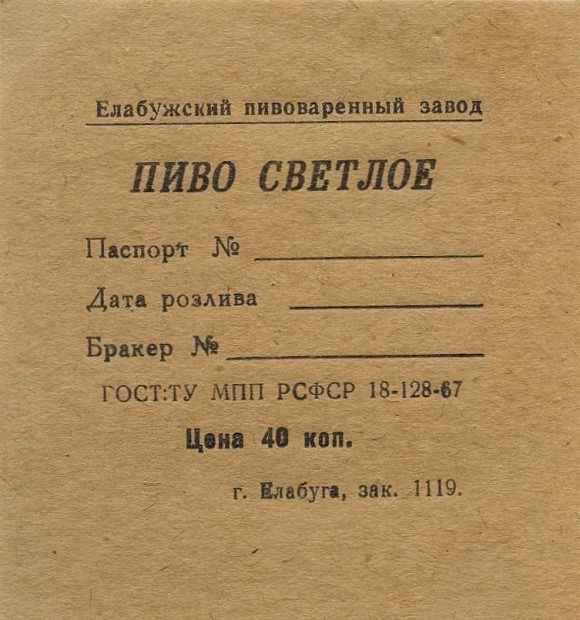 Елабужский пивоваренный завод
ПИВО СВЕТЛОЕ
Паспорт №
Дата розлива
Бракер №
ГОСТ:ТУ МПП РСФСР 18-128-67
Цена 40 коп.
г. Елабуга, зак. 1119.